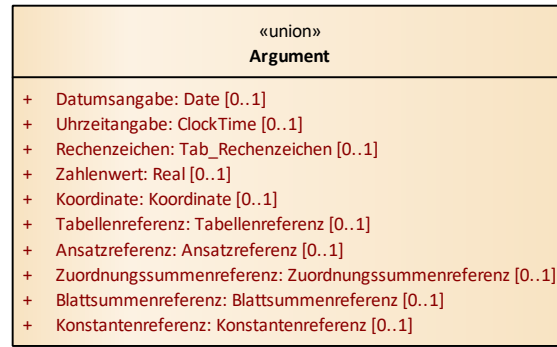 «union»
Argument
+ Datumsangabe: Date [0..1]
+ Uhrzeitangabe: ClockTime [0..1]
+ Rechenzeichen: Tab_Rechenzeichen [0..1]
+ Zahlenwert: Real [0..1]
+ Koordinate: Koordinate [0..1]
+ Tabellenreferenz: Tabellenreferenz [0..1]
+ Ansatzreferenz: Ansatzreferenz [0..1]
+ Zuordnungssummenreferenz: Zuordnungssummenreferenz [0..1]
+ Blattsummenreferenz: Blattsummenreferenz [0..1]
+ Konstantenreferenz: Konstantenreferenz [0..1]